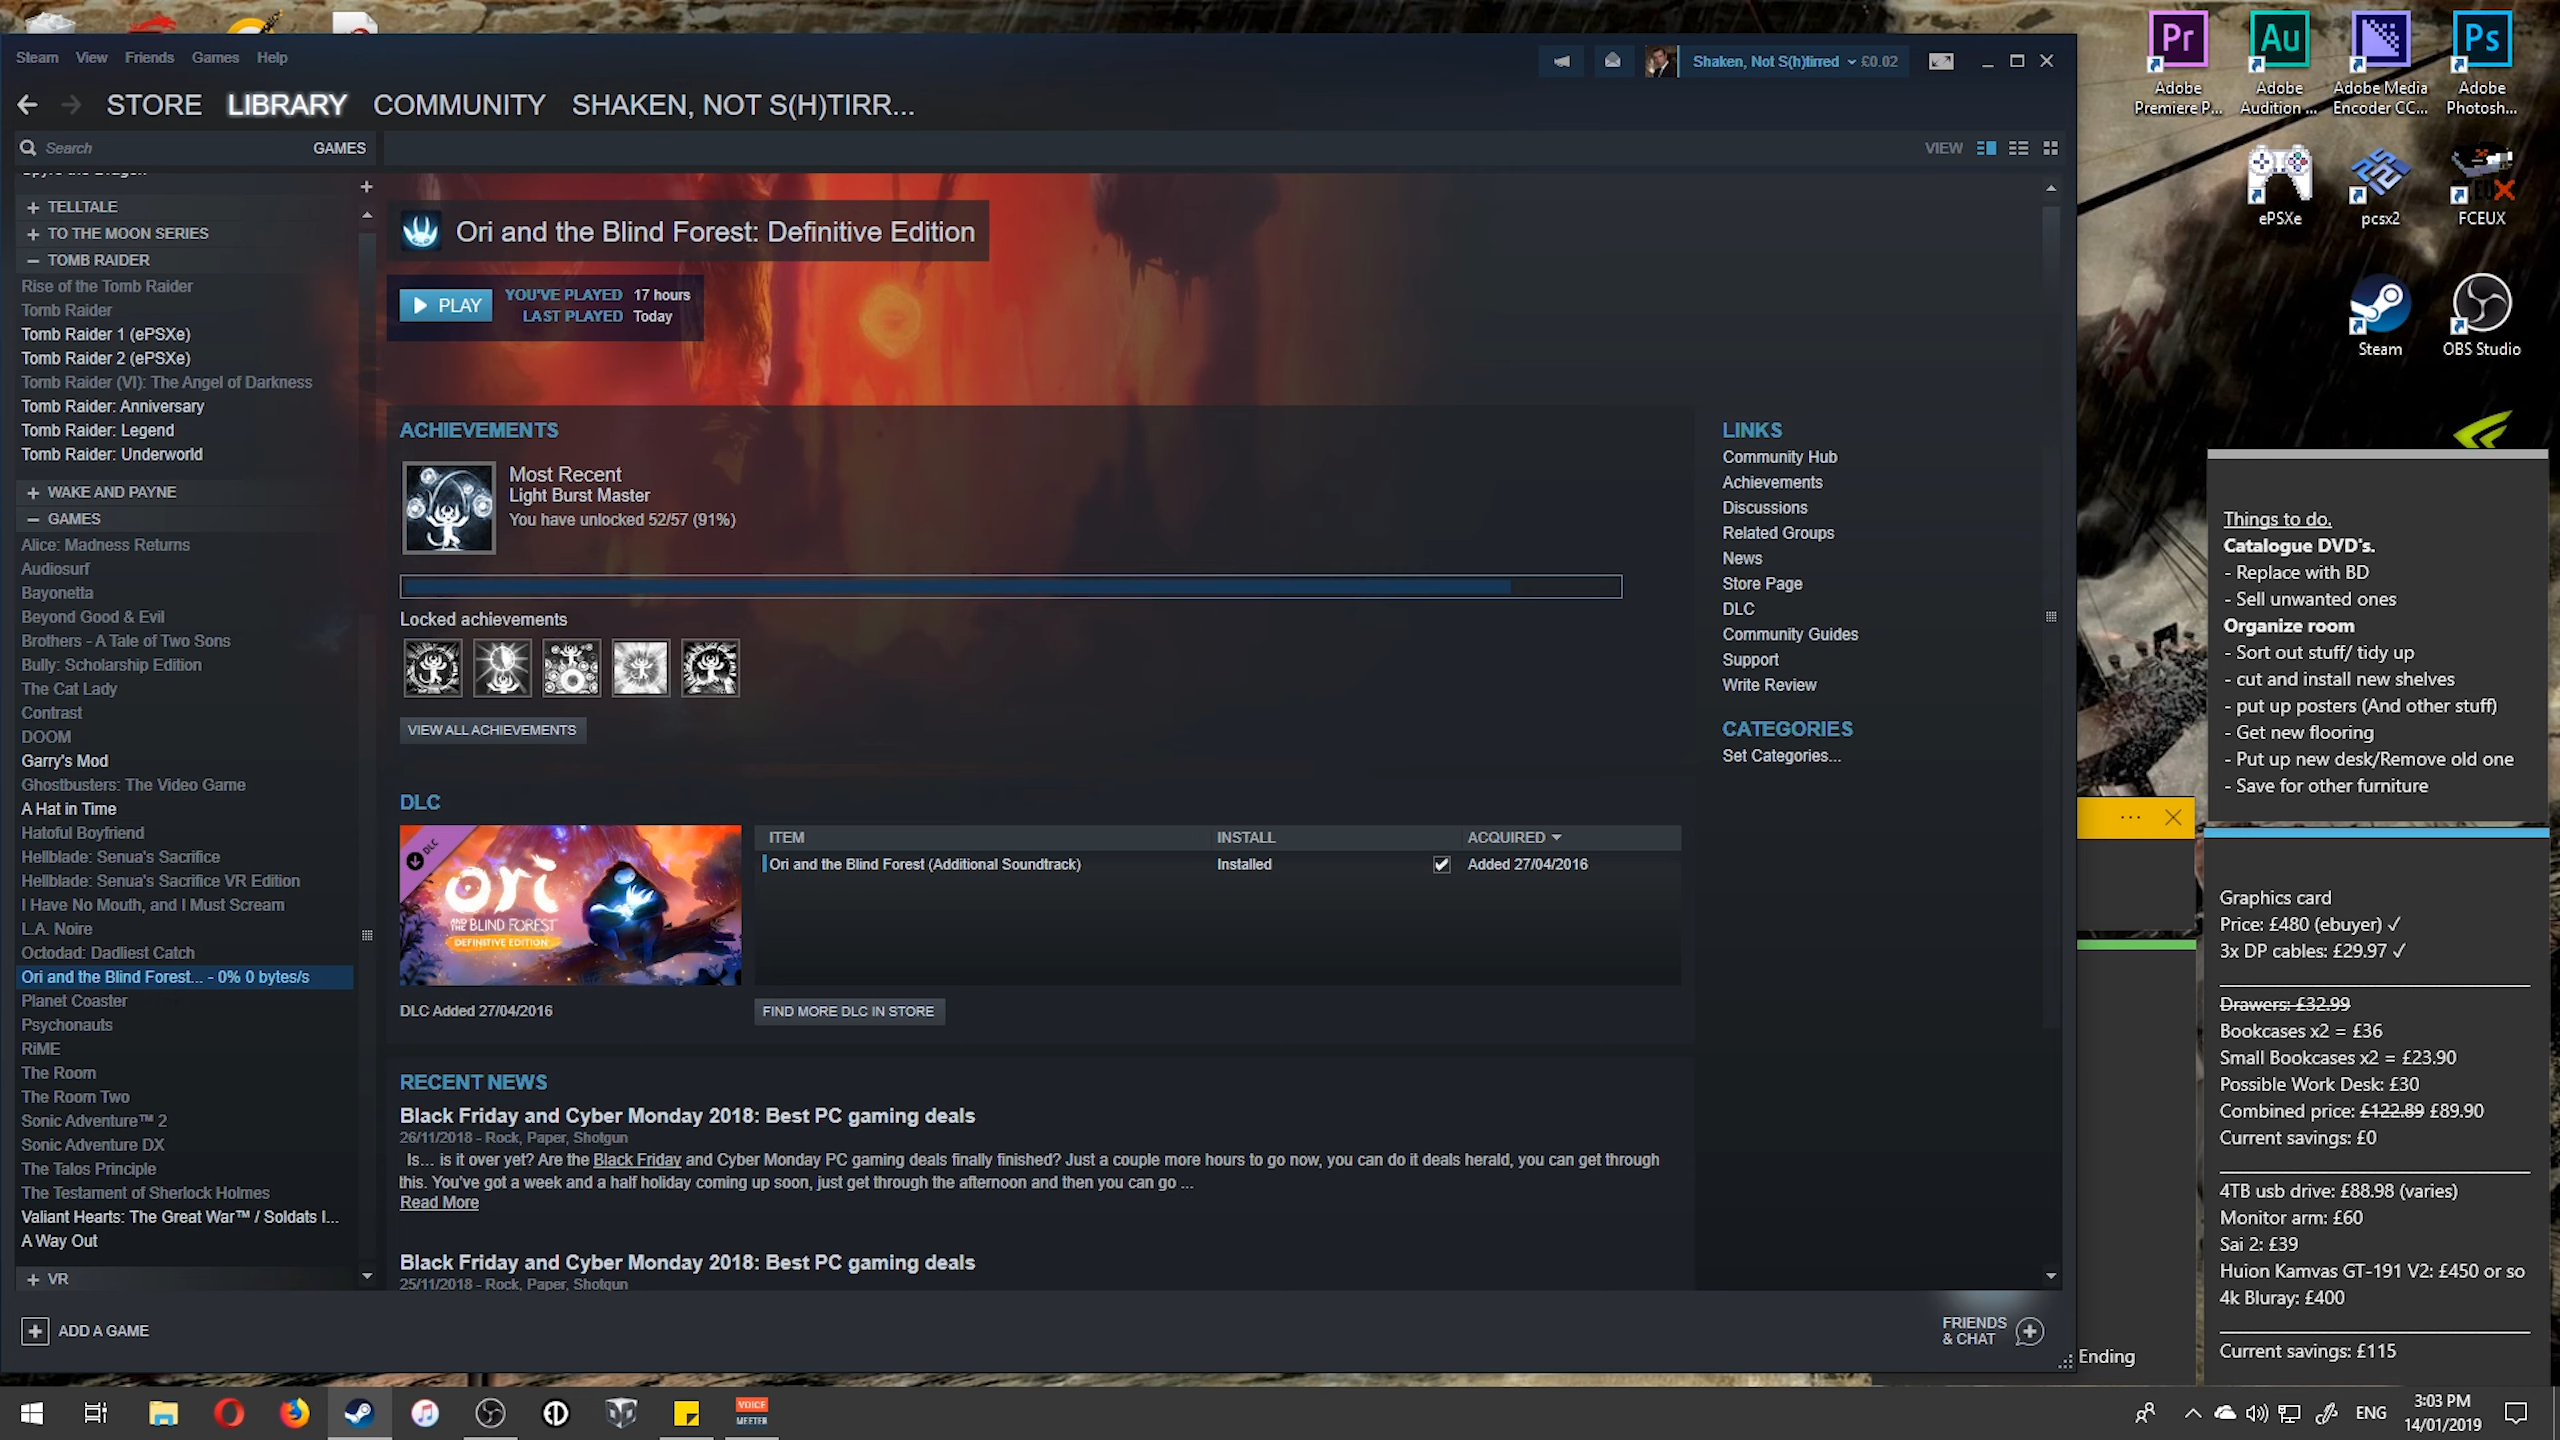 Steam View Friends Games Help
Shaken, Not S(h)tirred £0.02
STORE LIBRARY COMMUNITY SHAKEN, NOT S(H)TIRR...
Search GAMES
VIEW
Spyro the Dragon
TELLTALE
TO THE MOON SERIES
TOMB RAIDER
Rise of the Tomb Raider
Tomb Raider
Tomb Raider 1 (ePSXe)
Tomb Raider 2 (ePSXe)
Tomb Raider (VI): The Angel of Darkness
Tomb Raider: Anniversary
Tomb Raider: Legend
Tomb Raider: Underworld
WAKE AND PAYNE
GAMES
Alice: Madness Returns
Audiosurf
Bayonetta
Beyond Good & Evil
Brothers - A Tale of Two Sons
Bully: Scholarship Edition
The Cat Lady
Contrast
DOOM
Garry's Mod
Ghostbusters: The Video Game
A Hat in Time
Hatoful Boyfriend
Hellblade: Senua's Sacrifice
Hellblade: Senua's Sacrifice VR Edition
I Have No Mouth, and I Must Scream
L.A. Noire
Octodad: Dadliest Catch
Ori and the Blind Forest... - 0% 0 bytes/s
Planet Coaster
Psychonauts
RiME
The Room
The Room Two
Sonic Adventure™ 2
Sonic Adventure DX
The Talos Principle
The Testament of Sherlock Holmes
Valiant Hearts: The Great War™ / Soldats I...
A Way Out
VR
ADD A GAME
Ori and the Blind Forest: Definitive Edition
PLAY
YOU'VE PLAYED 17 hours
LAST PLAYED Today
ACHIEVEMENTS
Most Recent
Light Burst Master
You have unlocked 52/57 (91%)
Locked achievements
VIEW ALL ACHIEVEMENTS
DLC
DLC
ori
AND THE BLIND FOREST
DEFINITIVE EDITION
DLC Added 27/04/2016
ITEM INSTALL ACQUIRED
Ori and the Blind Forest (Additional Soundtrack) Installed Added 27/04/2016
FIND MORE DLC IN STORE
RECENT NEWS
Black Friday and Cyber Monday 2018: Best PC gaming deals
26/11/2018 - Rock, Paper, Shotgun
Is... is it over yet? Are the Black Friday and Cyber Monday PC gaming deals finally finished? Just a couple more hours to go now, you can do it deals herald, you can get through
this. You've got a week and a half holiday coming up soon, just get through the afternoon and then you can go ...
Read More
Black Friday and Cyber Monday 2018: Best PC gaming deals
25/11/2018 - Rock, Paper, Shotgun
LINKS
Community Hub
Achievements
Discussions
Related Groups
News
Store Page
DLC
Community Guides
Support
Write Review
CATEGORIES
Set Categories...
FRIENDS
& CHAT
Pr Au Ps
Adobe Premiere P...
Adobe Audition ...
Adobe Media Encoder CC...
Adobe Photosh...
ePSXe
pcsx2
FCEUX
Steam
OBS Studio
Things to do.
Catalogue DVD's.
- Replace with BD
- Sell unwanted ones
Organize room
- Sort out stuff/ tidy up
- cut and install new shelves
- put up posters (And other stuff)
- Get new flooring
- Put up new desk/Remove old one
- Save for other furniture
Graphics card
Price: £480 (ebuyer) ✓
3x DP cables: £29.97 ✓
Drawers: £32.99
Bookcases x2 = £36
Small Bookcases x2 = £23.90
Possible Work Desk: £30
Combined price: £122.89 £89.90
Current savings: £0
4TB usb drive: £88.98 (varies)
Monitor arm: £60
Sai 2: £39
Huion Kamvas GT-191 V2: £450 or so
4k Bluray: £400
Current savings: £115
Ending
VOICE
MEETER
ENG
3:03 PM
14/01/2019